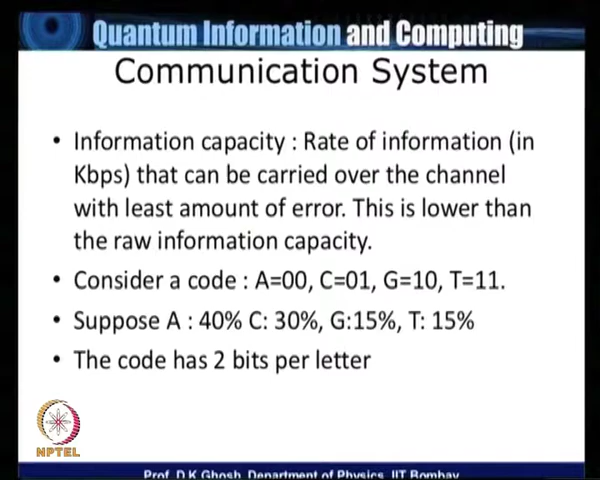 Quantum Information and Computing
Communication System
• Information capacity : Rate of information (in
Kbps) that can be carried over the channel
with least amount of error. This is lower than
the raw information capacity.
• Consider a code : A=00, C=01, G=10, T=11.
• Suppose A : 40% C: 30%, G:15%, T: 15%
• The code has 2 bits per letter
NPTEL
Prof. D K Ghosh, Department of Physics, IIT Bombay